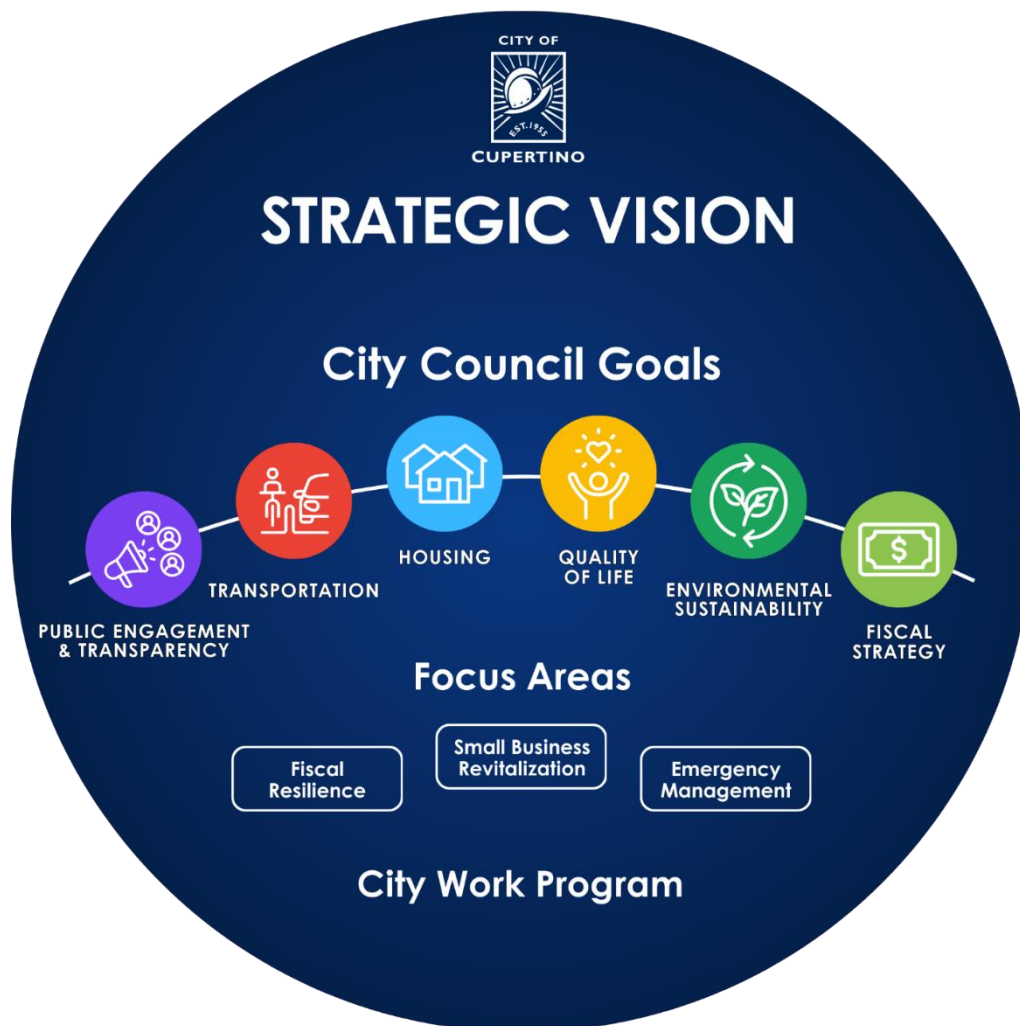 CITY OF
EST. 1955
CUPERTINO
STRATEGIC VISION
City Council Goals
PUBLIC ENGAGEMENT
& TRANSPARENCY
TRANSPORTATION
HOUSING
QUALITY
OF LIFE
ENVIRONMENTAL
SUSTAINABILITY
$
FISCAL
STRATEGY
Focus Areas
Fiscal
Resilience
Small Business
Revitalization
Emergency
Management
City Work Program